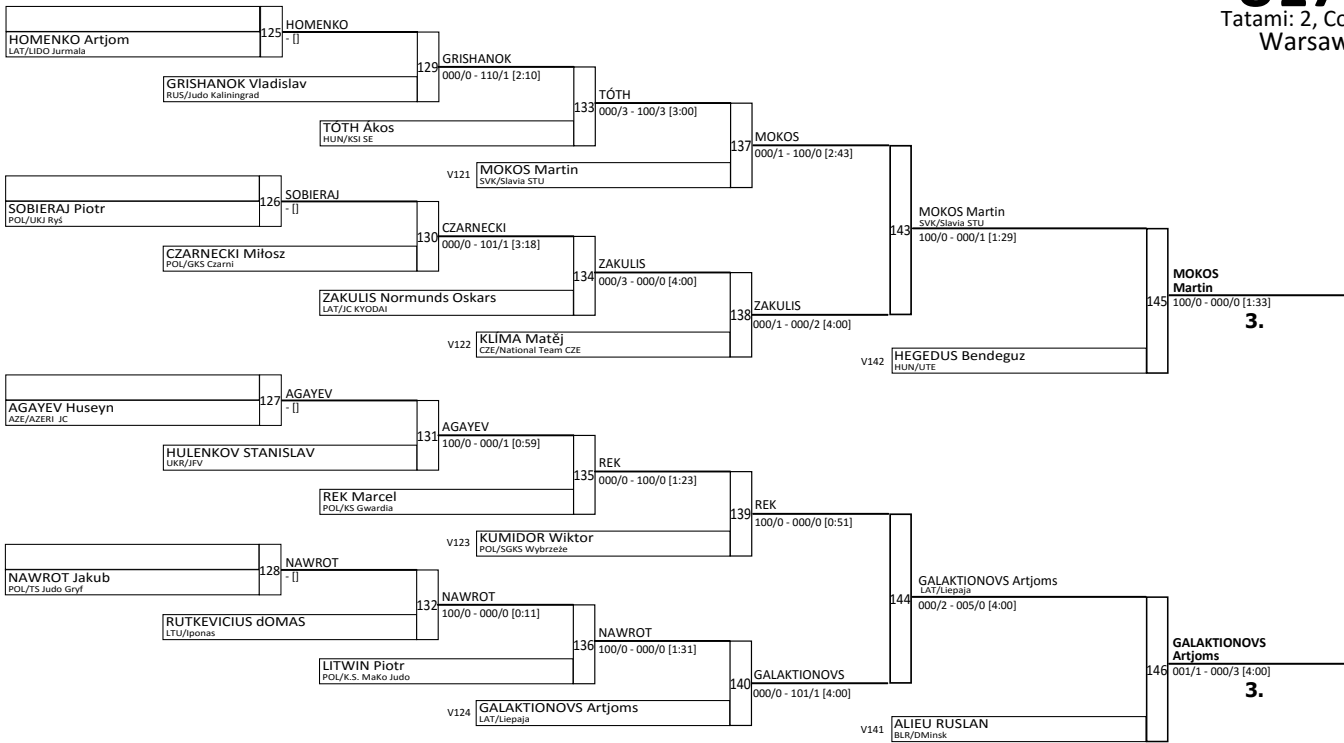 Tatami: 2, Co
Warsaw
125
HOMENKO
- []
HOMENKO Artjom
LAT/LIDO Jurmala
129
GRISHANOK
000/0 - 110/1 [2:10]
GRISHANOK Vladislav
RUS/Judo Kaliningrad
133
TÓTH
000/3 - 100/3 [3:00]
TÓTH Ákos
HUN/KSI SE
137
MOKOS
000/1 - 100/0 [2:43]
V121
MOKOS Martin
SVK/Slavia STU
126
SOBIERAJ
- []
SOBIERAJ Piotr
POL/UKJ Ryś
130
CZARNECKI
000/0 - 101/1 [3:18]
CZARNECKI Miłosz
POL/GKS Czarni
134
ZAKULIS
000/3 - 000/0 [4:00]
ZAKULIS Normunds Oskars
LAT/JC KYODAI
138
ZAKULIS
000/1 - 000/2 [4:00]
V122
KLÍMA Matěj
CZE/National Team CZE
143
MOKOS Martin
SVK/Slavia STU
100/0 - 000/1 [1:29]
145
MOKOS
Martin
100/0 - 000/0 [1:33]
3.
V142
HEGEDUS Bendeguz
HUN/UTE
127
AGAYEV
- []
AGAYEV Huseyn
AZE/AZERI JC
131
AGAYEV
100/0 - 000/1 [0:59]
HULENKOV STANISLAV
UKR/JFV
135
REK
000/0 - 100/0 [1:23]
REK Marcel
POL/KS Gwardia
139
REK
100/0 - 000/0 [0:51]
V123
KUMIDOR Wiktor
POL/SGKS Wybrzeże
128
NAWROT
- []
NAWROT Jakub
POL/TS Judo Gryf
132
NAWROT
100/0 - 000/0 [0:11]
RUTKEVICIUS dOMAS
LTU/Iponas
136
NAWROT
100/0 - 000/0 [1:31]
LITWIN Piotr
POL/K.S. MaKo Judo
140
GALAKTIONOVS
000/0 - 101/1 [4:00]
V124
GALAKTIONOVS Artjoms
LAT/Liepaja
144
GALAKTIONOVS Artjoms
LAT/Liepaja
000/2 - 005/0 [4:00]
146
GALAKTIONOVS
Artjoms
001/1 - 000/3 [4:00]
3.
V141
ALIEU RUSLAN
BLR/DMinsk